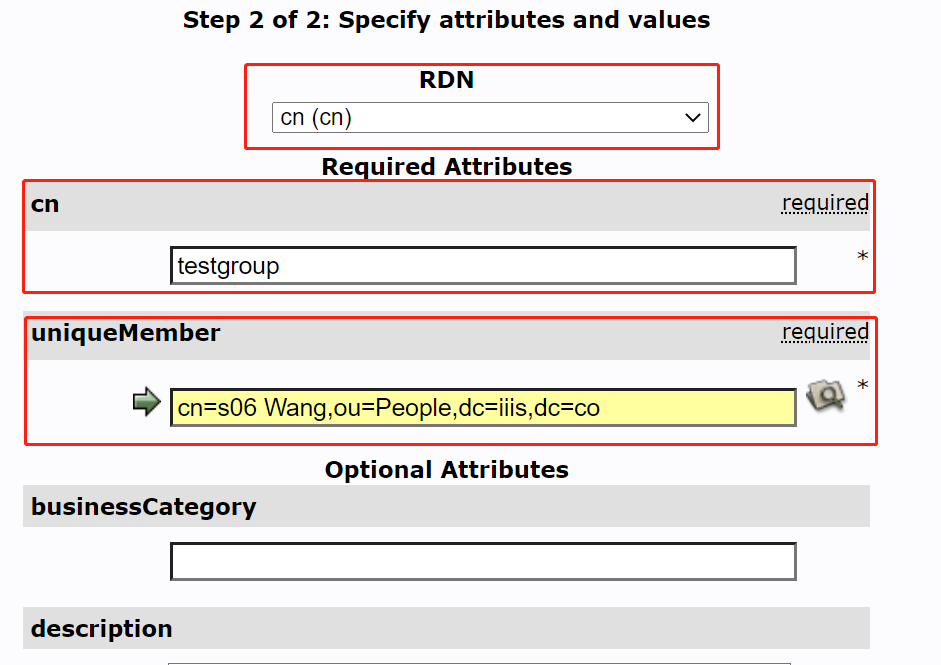 Step 2 of 2: Specify attributes and values
RDN
cn (cn)
Required Attributes
cn required
testgroup *
uniqueMember required
cn=s06 Wang,ou=People,dc=iiis,dc=co *
Optional Attributes
businessCategory
description